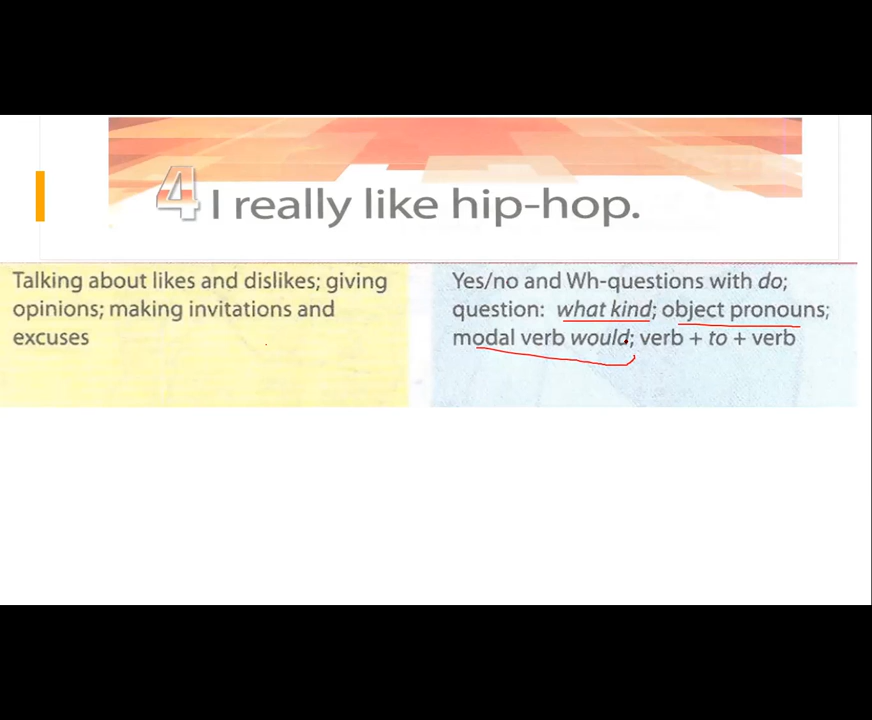 4 I really like hip-hop.
Talking about likes and dislikes; giving
opinions; making invitations and
excuses
Yes/no and Wh-questions with do;
question: what kind; object pronouns;
modal verb would; verb + to + verb